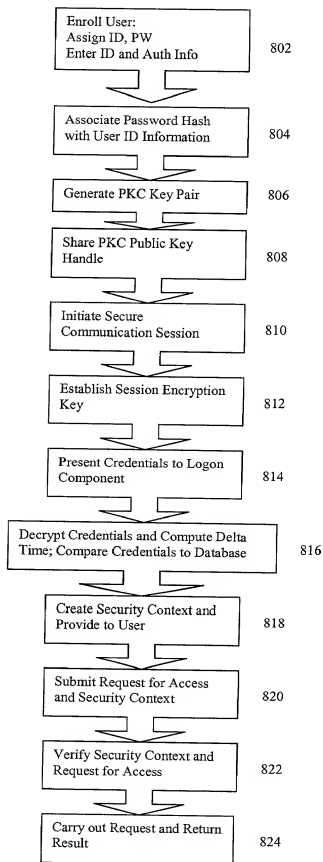 Enroll User:
Assign ID, PW
Enter ID and Auth Info
802
Associate Password Hash
with User ID Information
804
Generate PKC Key Pair
806
Share PKC Public Key
Handle
808
Initiate Secure
Communication Session
810
Establish Session Encryption
Key
812
Present Credentials to Logon
Component
814
Decrypt Credentials and Compute Delta
Time; Compare Credentials to Database
816
Create Security Context and
Provide to User
818
Submit Request for Access
and Security Context
820
Verify Security Context and
Request for Access
822
Carry out Request and Return
Result
824